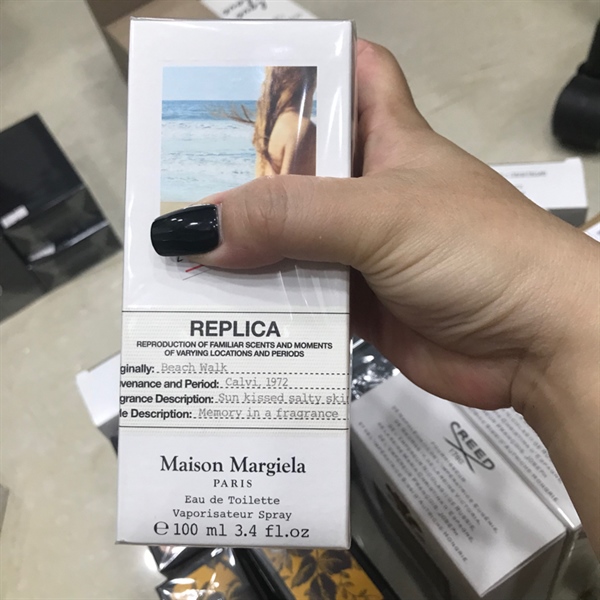 REPLICA
REPRODUCTION OF FAMILIAR SCENTS AND MOMENTS
OF VARYING LOCATIONS AND PERIODS
ginally: Beach Walk
venance and Period: Calvi, 1972
grance Description: Sun kissed salty ski
le Description: Memory in a fragrance
Maison Margiela
PARIS
Eau de Toilette
Vaporisateur Spray
e 100 ml 3.4 fl.oz
CREED